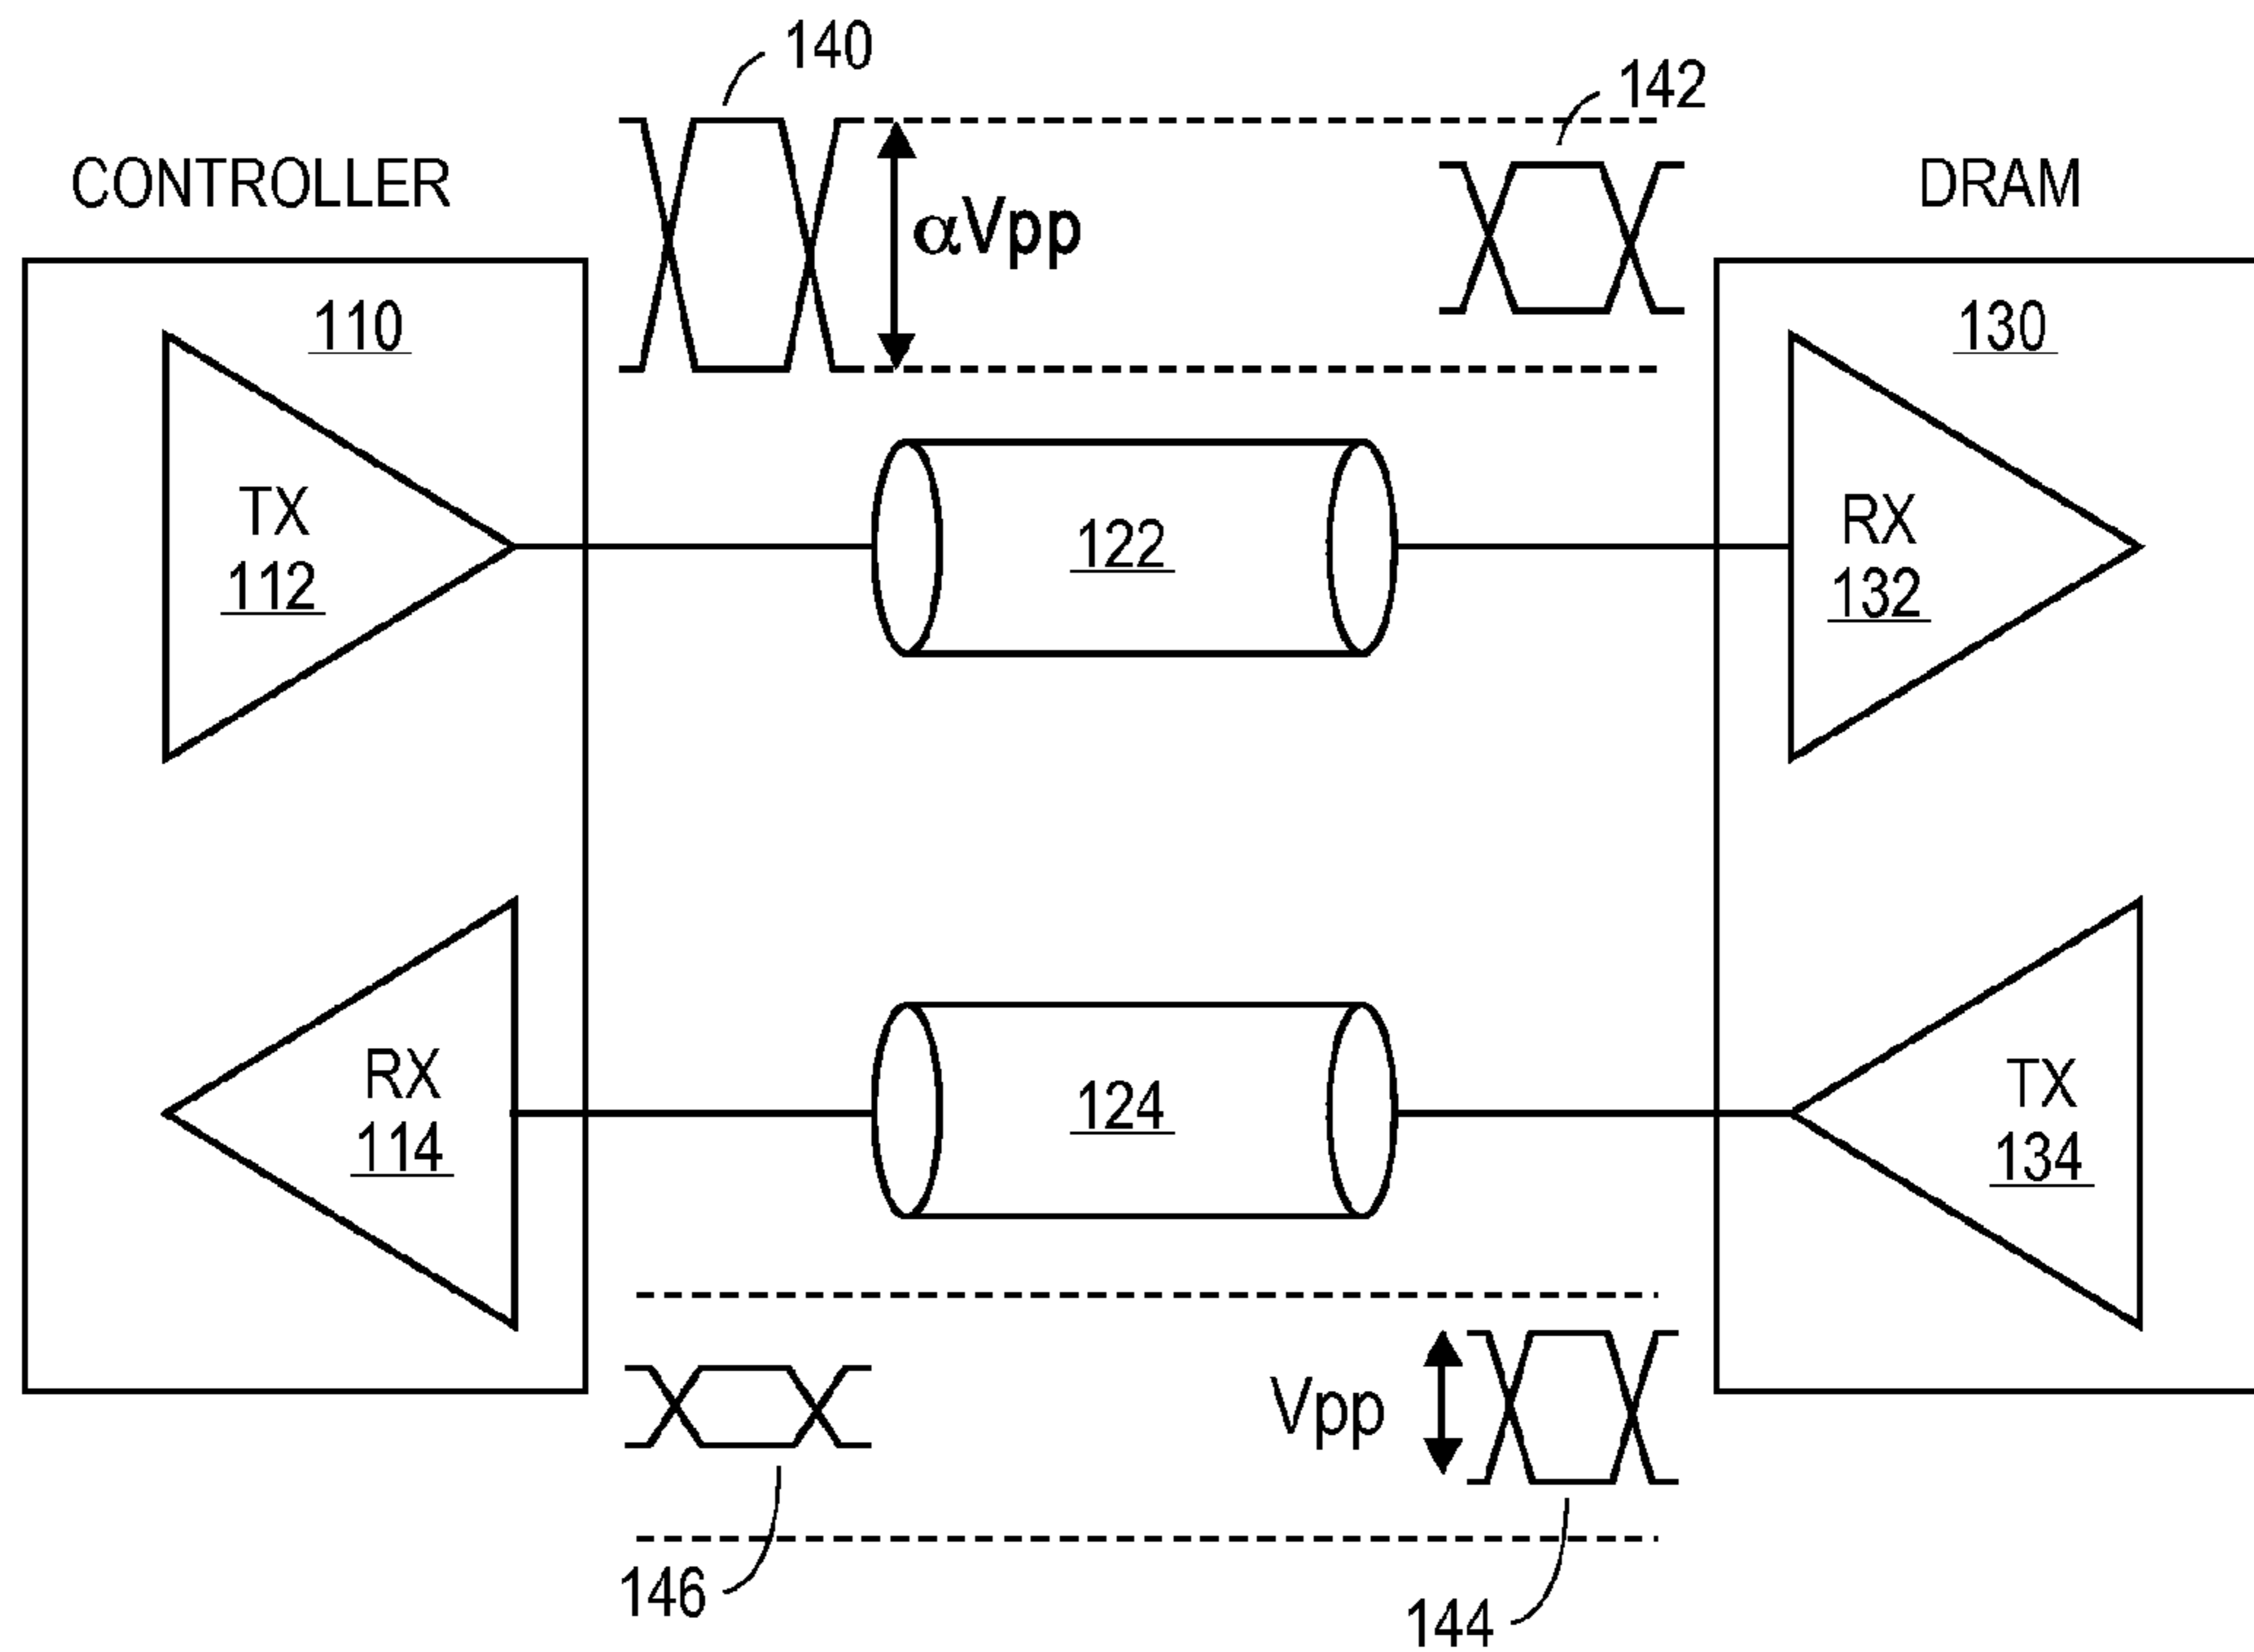 140
142
CONTROLLER
DRAM
αVpp
110
130
TX
112
122
RX
132
RX
114
124
TX
134
Vpp
146
144